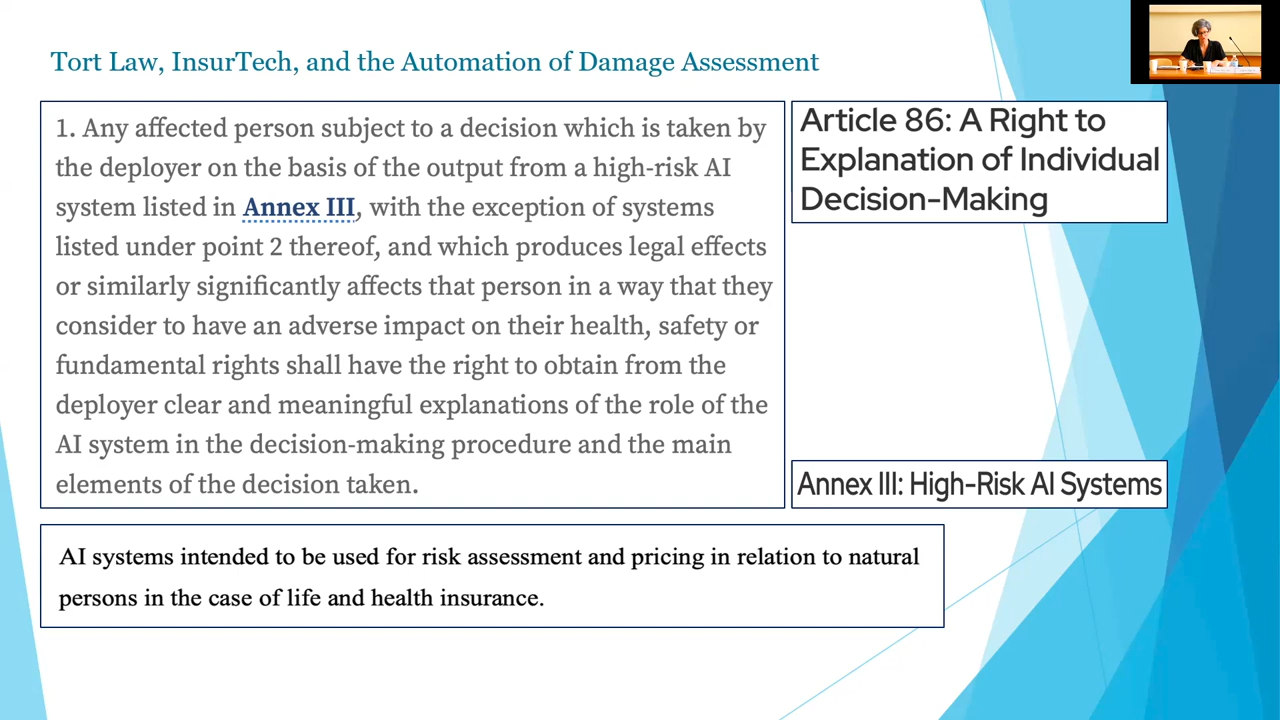 Tort Law, InsurTech, and the Automation of Damage Assessment
1. Any affected person subject to a decision which is taken by
the deployer on the basis of the output from a high-risk AI
system listed in Annex III, with the exception of systems
listed under point 2 thereof, and which produces legal effects
or similarly significantly affects that person in a way that they
consider to have an adverse impact on their health, safety or
fundamental rights shall have the right to obtain from the
deployer clear and meaningful explanations of the role of the
AI system in the decision-making procedure and the main
elements of the decision taken.
Article 86: A Right to
Explanation of Individual
Decision-Making
Annex III: High-Risk AI Systems
AI systems intended to be used for risk assessment and pricing in relation to natural
persons in the case of life and health insurance.